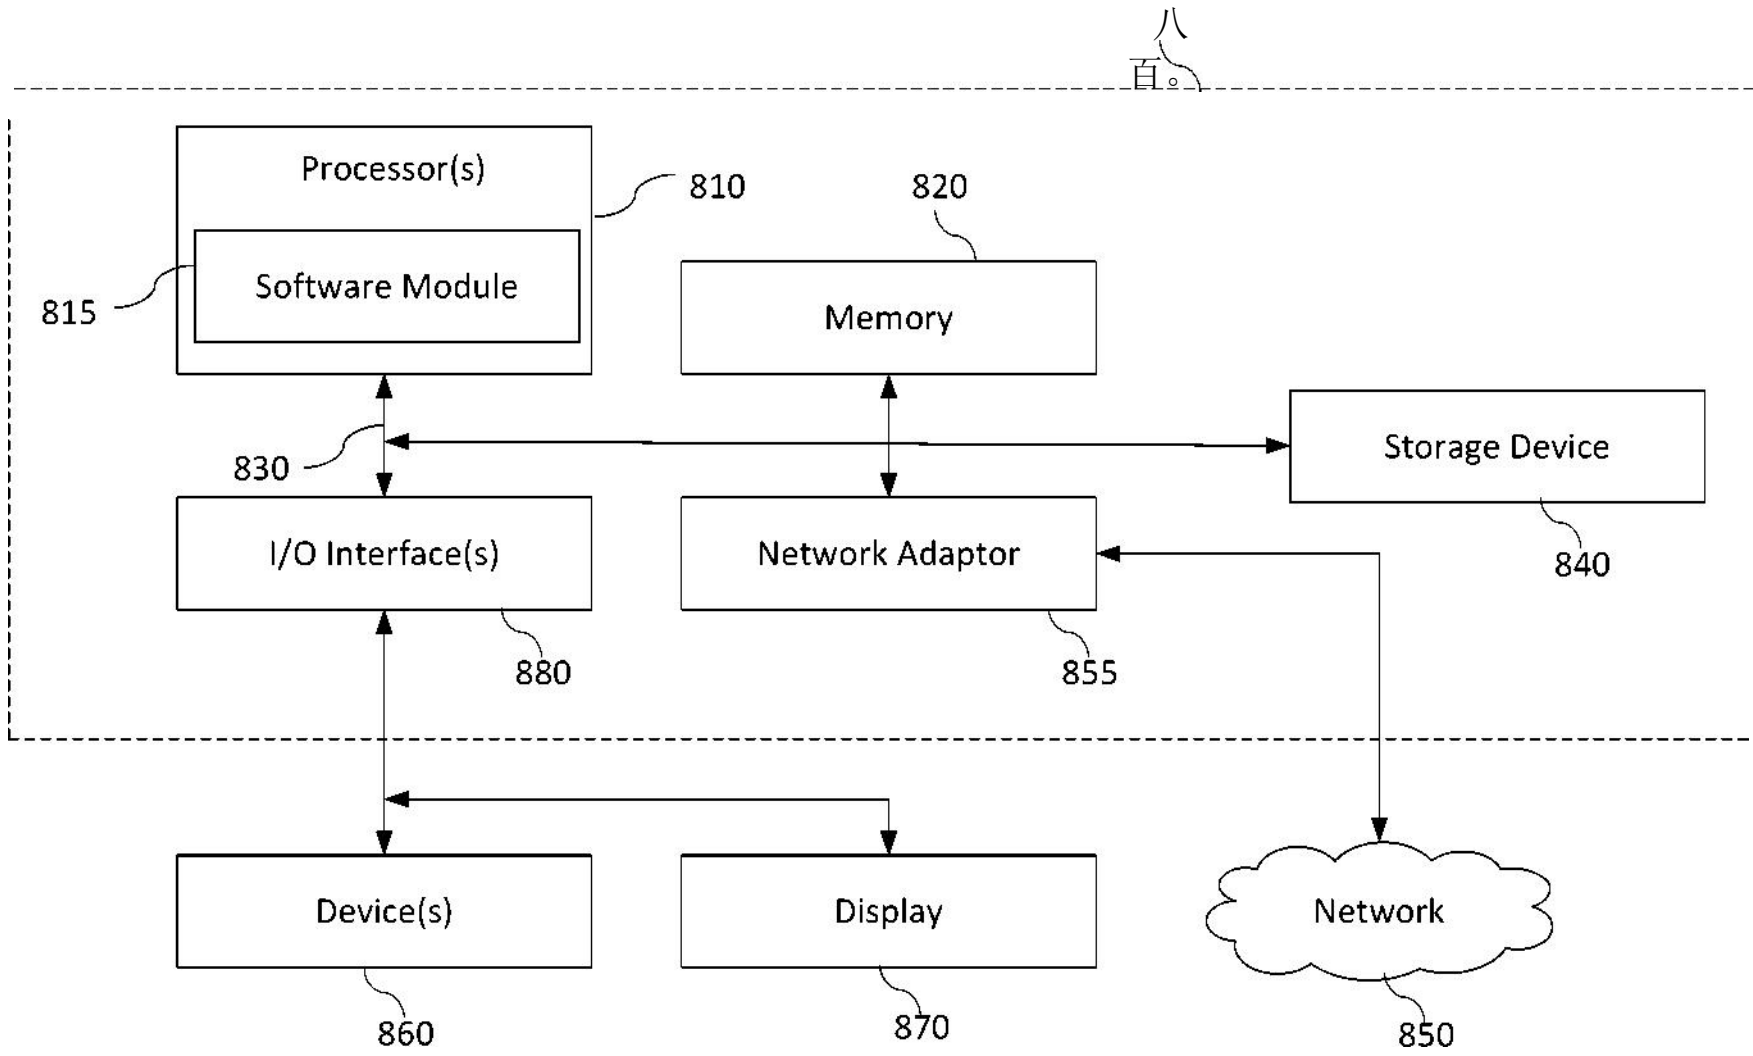 八
百。
Processor(s)
810
820
Software Module
815
Memory
830
Storage Device
I/O Interface(s)
Network Adaptor
840
880
855
Device(s)
Display
Network
860
870
850